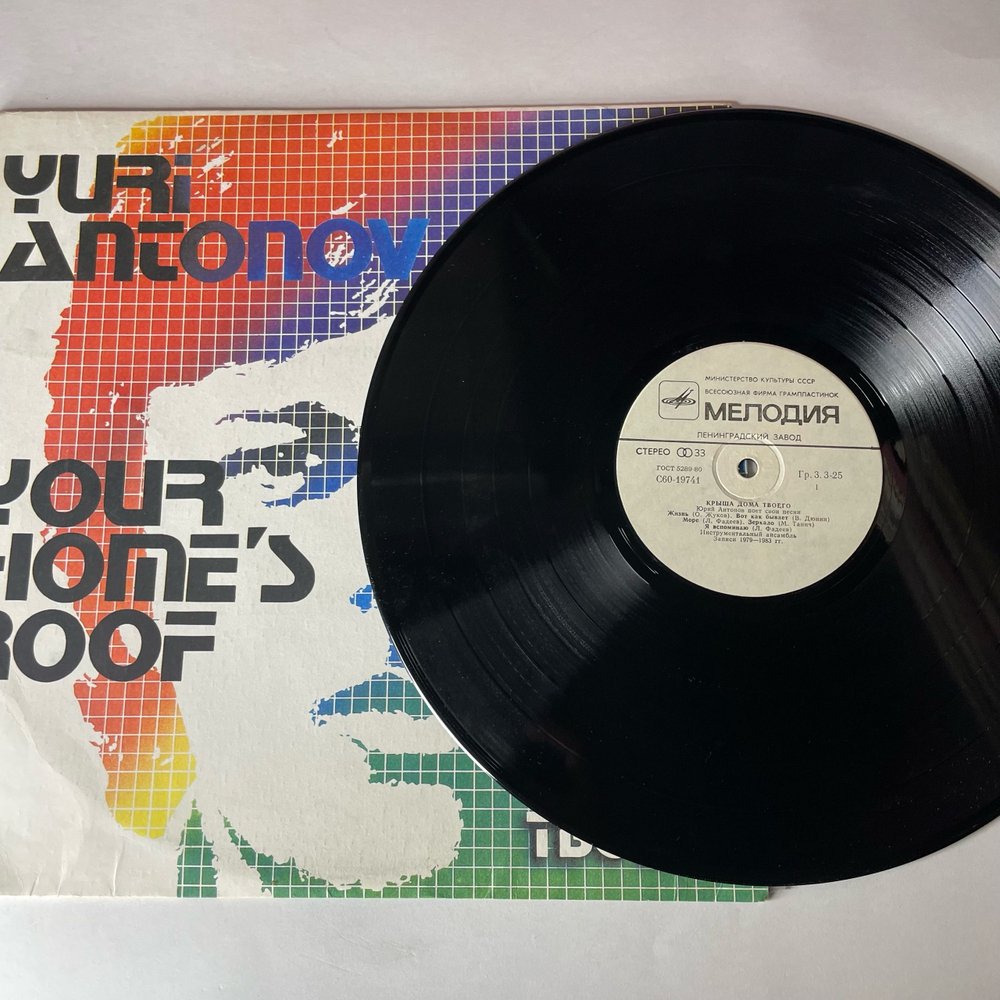 YURi
Antonov
YOUR
HOME'S
ROOF
МИНИСТЕРСТВО КУЛЬТУРЫ СССР
ВСЕСОЮЗНАЯ ФИРМА ГРАМПЛАСТИНОК
МЕЛОДИЯ
ЛЕНИНГРАДСКИЙ ЗАВОД
СТЕРЕО 33
ГОСТ 5289-80
С60-19741
Гр. 3. 3-25
1
КРЫША ДОМА ТВОЕГО
Юрий Антонов поет свои песни
Жизнь (О. Жуков). Вот как бывает (В. Дюнин)
Море (Л. Фадеев). Зеркало (М. Танич)
Я вспоминаю (Л. Фадеев)
Инструментальный ансамбль
Записи 1979—1983 гг.